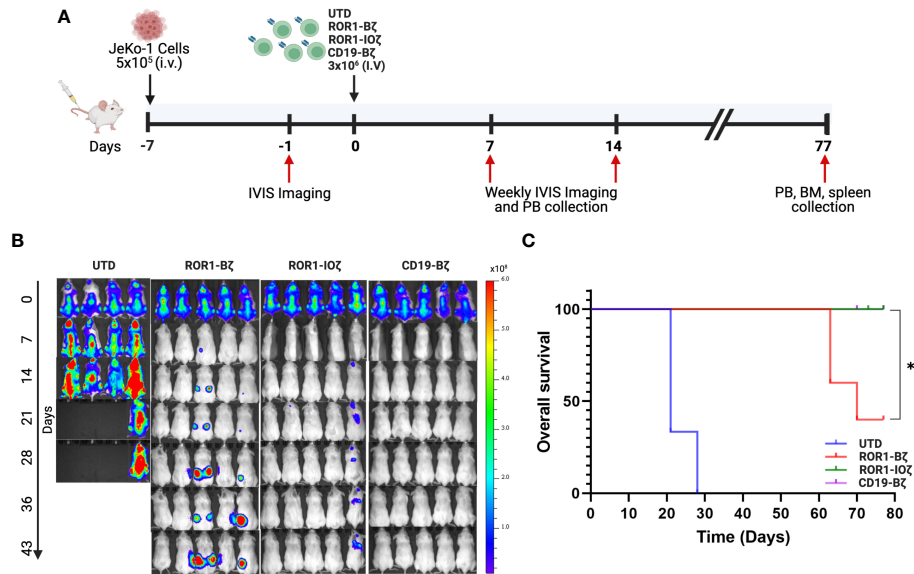 A
JeKo-1 Cells
5x10⁵ (i.v.)
UTD
ROR1-Bζ
ROR1-IOζ
CD19-Bζ
3x10⁶ (I.V)
Days
-7
-1
0
7
14
77
IVIS Imaging
Weekly IVIS Imaging
and PB collection
PB, BM, spleen
collection
B
UTD
ROR1-Bζ
ROR1-IOζ
CD19-Bζ
x10⁸
Days
0
7
14
21
28
36
43
6.0
5.0
4.0
3.0
2.0
1.0
C
Overall survival
100
50
0
0 10 20 30 40 50 60 70 80
Time (Days)
UTD
ROR1-Bζ
ROR1-IOζ
CD19-Bζ
*